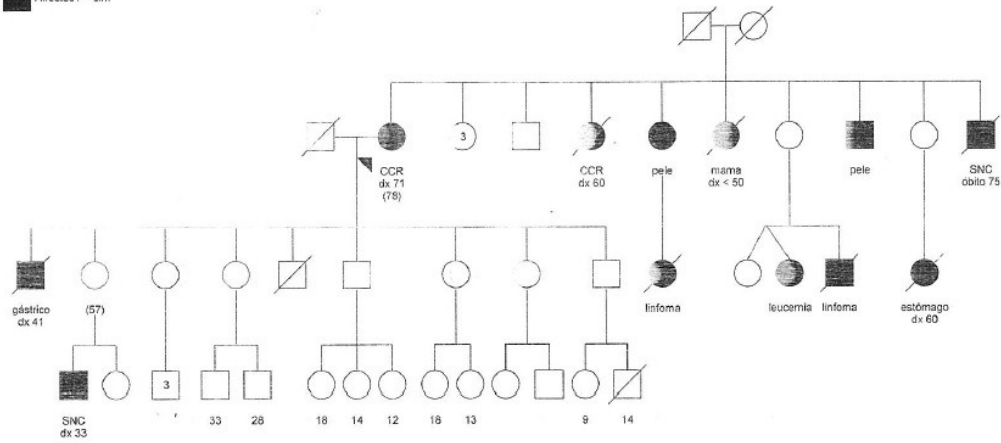 3
CCR
dx 71
(78)
CCR
dx 60
pele
mama
dx < 50
pele
SNC
óbito 75
gástrico
dx 41
(57)
linfoma
leucemia
linfoma
estômago
dx 60
3
SNC
dx 33
33
28
18
14
12
18
13
9
14